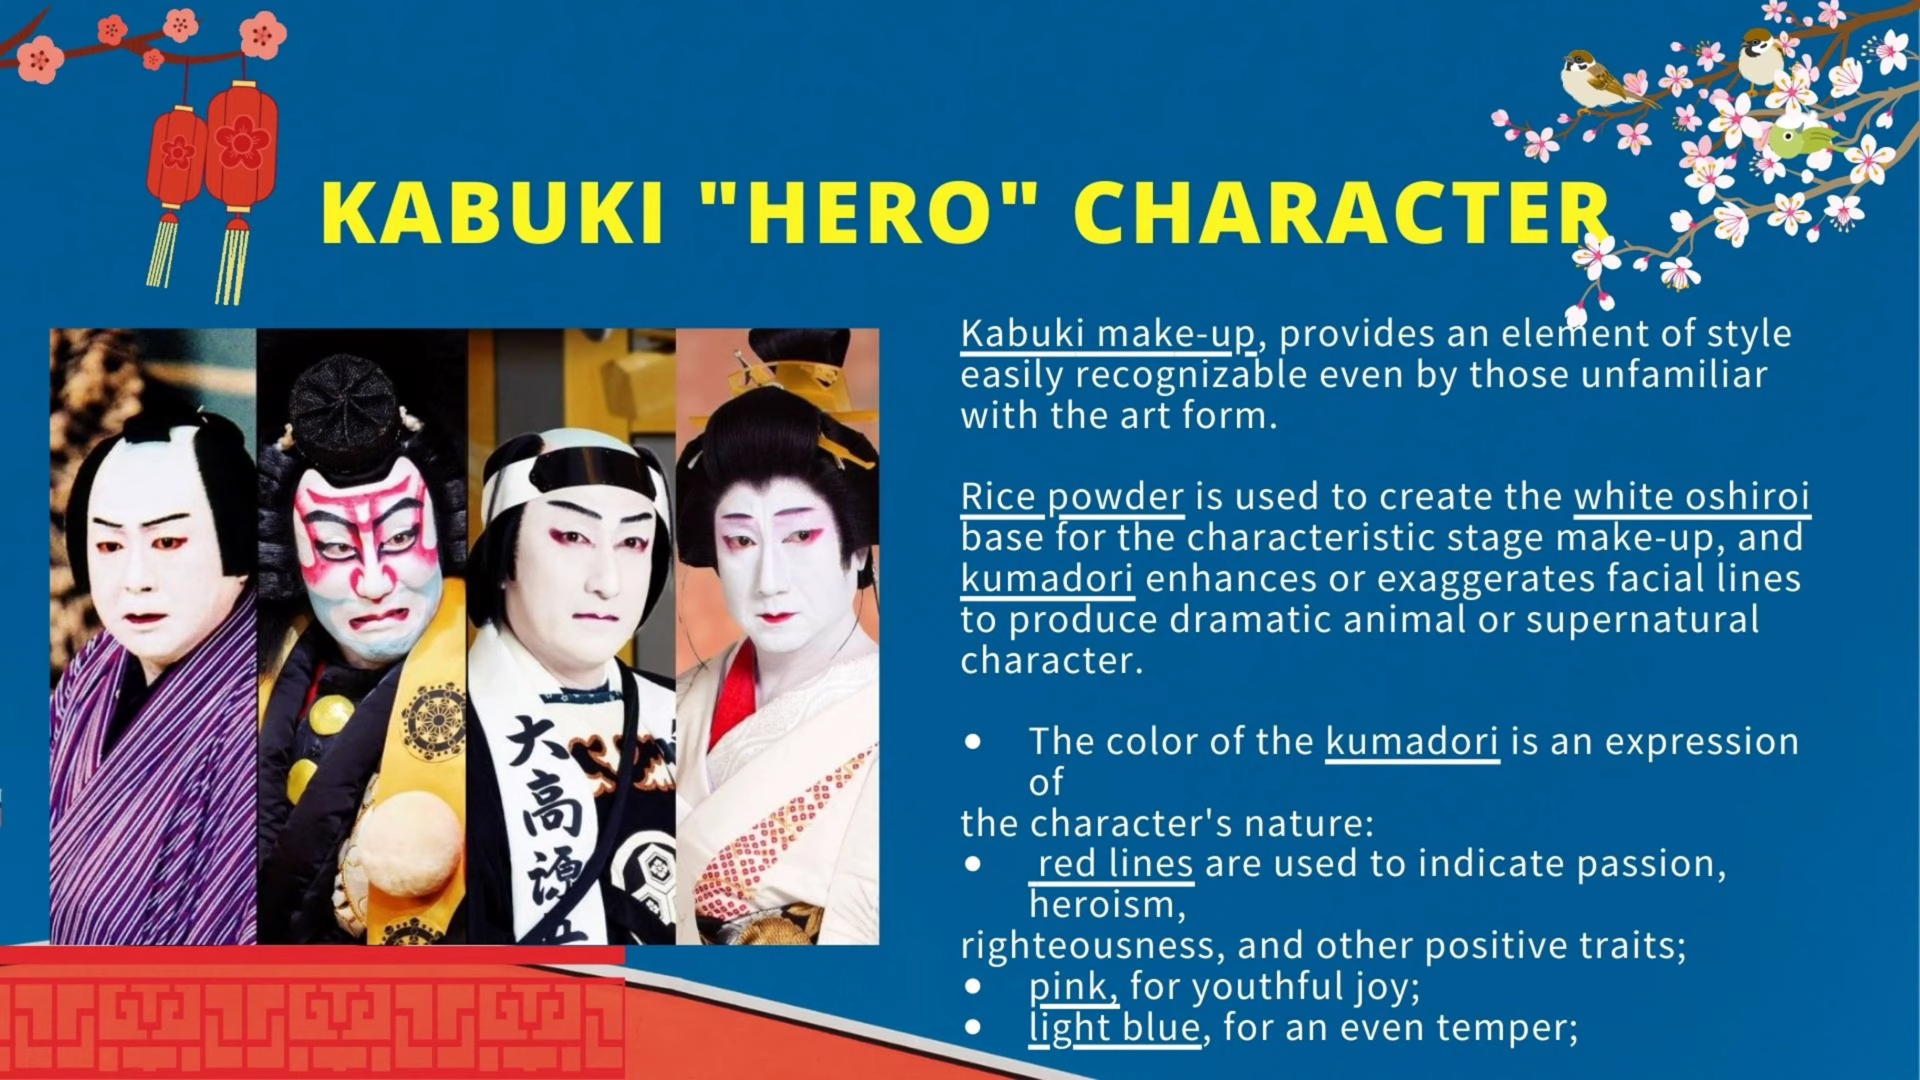 KABUKI "HERO" CHARACTER
Kabuki make-up, provides an element of style
easily recognizable even by those unfamiliar
with the art form.
Rice powder is used to create the white oshiroi
base for the characteristic stage make-up, and
kumadori enhances or exaggerates facial lines
to produce dramatic animal or supernatural
character.
• The color of the kumadori is an expression
of
the character's nature:
• red lines are used to indicate passion,
heroism,
righteousness, and other positive traits;
• pink, for youthful joy;
• light blue, for an even temper;
大
高
源